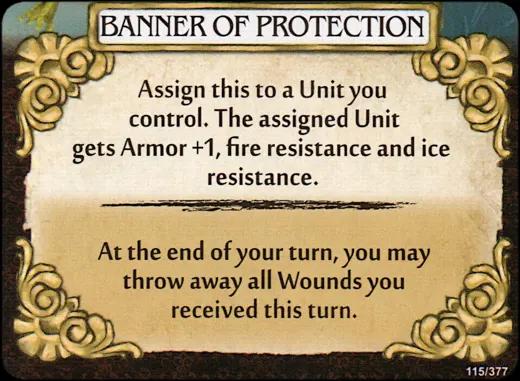 BANNER OF PROTECTION
Assign this to a Unit you
control. The assigned Unit
gets Armor +1, fire resistance and ice
resistance.
At the end of your turn, you may
throw away all Wounds you
received this turn.
115/377